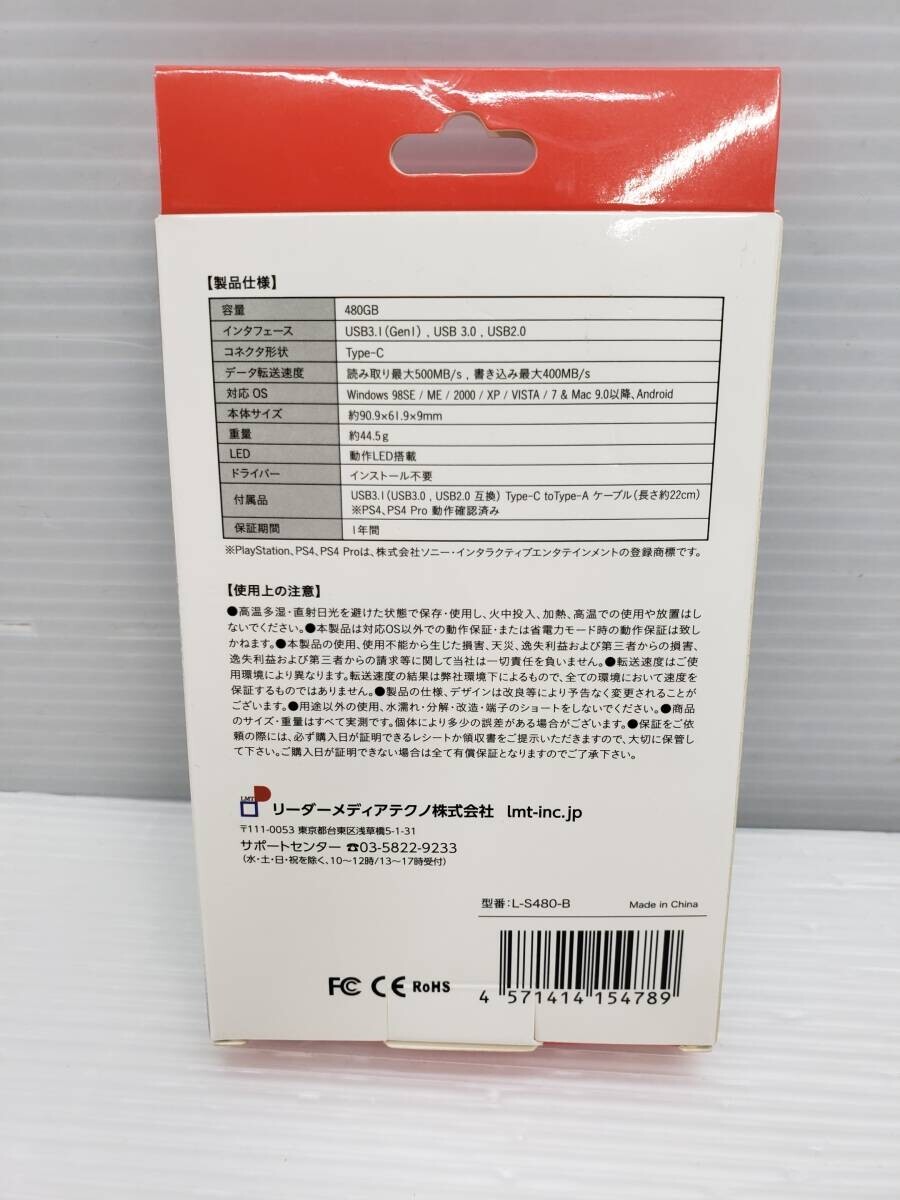 【製品仕様】
容量 480GB
インタフェース USB3.1(Gen1) , USB 3.0 , USB2.0
コネクタ形状 Type-C
データ転送速度 読み取り最大500MB/s , 書き込み最大400MB/s
対応 OS Windows 98SE / ME / 2000 / XP / VISTA / 7 & Mac 9.0以降、Android
本体サイズ 約90.9×61.9×9mm
重量 約44.5g
LED 動作LED搭載
ドライバー インストール不要
付属品 USB3.1(USB3.0 , USB2.0 互換) Type-C toType-A ケーブル(長さ約22cm)
※PS4、PS4 Pro 動作確認済み
保証期間 1年間
※PlayStation、PS4、PS4 Proは、株式会社ソニー・インタラクティブエンタテインメントの登録商標です。
【使用上の注意】
●高温多湿・直射日光を避けた状態で保存・使用し、火中投入、加熱、高温での使用や放置はし
ないでください。●本製品は対応OS以外での動作保証・または省電力モード時の動作保証は致し
かねます。●本製品の使用、使用不能から生じた損害、天災、逸失利益および第三者からの損害、
逸失利益および第三者からの請求等に関して当社は一切責任を負いません。●転送速度はご使
用環境により異なります。転送速度の結果は弊社環境下によるもので、全ての環境において速度を
保証するものではありません。●製品の仕様、デザインは改良等により予告なく変更されることがご
ざいます。●用途以外の使用、水濡れ・分解・改造・端子のショートをしないでください。●商品
のサイズ・重量はすべて実測です。個体により多少の誤差がある場合がございます。●保証をご依
頼の際には、必ず購入日が証明できるレシートか領収書をご提示いただきますので、大切に保管し
て下さい。ご購入日が証明できない場合は全て有償保証となりますのでご了承下さい。
LMT リーダーメディアテクノ株式会社 lmt-inc.jp
〒111-0053 東京都台東区浅草橋5-1-31
サポートセンター ☎03-5822-9233
(水・土・日・祝を除く、10〜12時/13〜17時受付)
型番:L-S480-B Made in China
FC CE RoHS
4 571414 154789